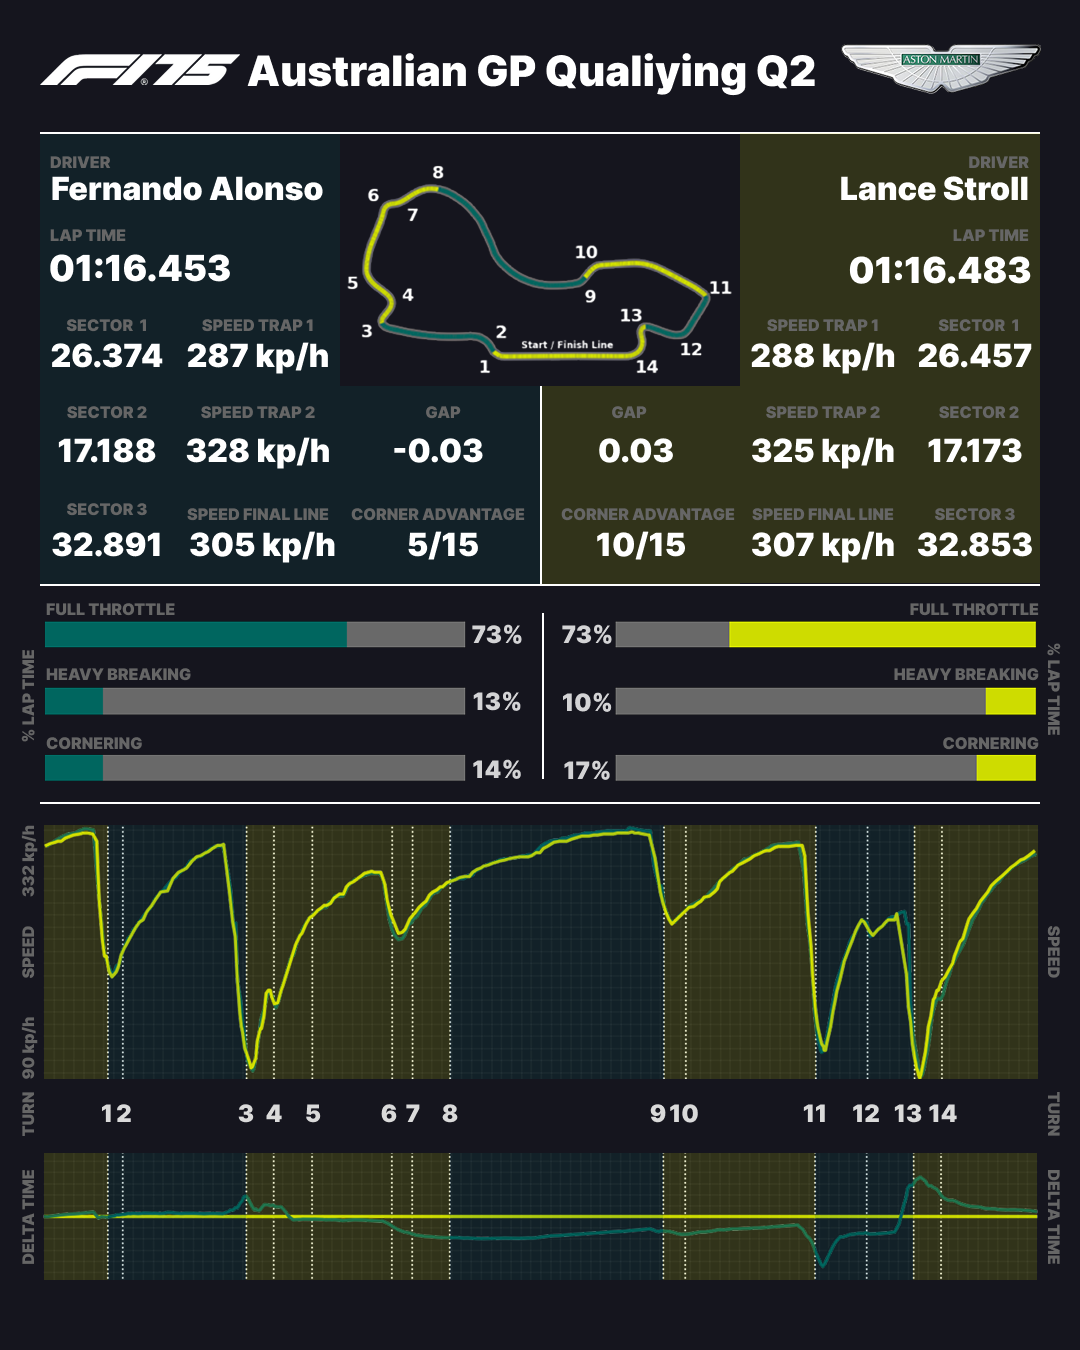 F1.75 Australian GP Qualiying Q2
ASTON MARTIN
DRIVER
Fernando Alonso
LAP TIME
01:16.453
SECTOR 1 SPEED TRAP 1
26.374 287 kp/h
SECTOR 2 SPEED TRAP 2 GAP
17.188 328 kp/h -0.03
SECTOR 3 SPEED FINAL LINE CORNER ADVANTAGE
32.891 305 kp/h 5/15
8
6
7
5
4
3
2
1
Start / Finish Line
10
9
11
13
12
14
DRIVER
Lance Stroll
LAP TIME
01:16.483
SPEED TRAP 1 SECTOR 1
288 kp/h 26.457
GAP SPEED TRAP 2 SECTOR 2
0.03 325 kp/h 17.173
CORNER ADVANTAGE SPEED FINAL LINE SECTOR 3
10/15 307 kp/h 32.853
% LAP TIME
FULL THROTTLE
73%
HEAVY BREAKING
13%
CORNERING
14%
FULL THROTTLE
73%
HEAVY BREAKING
10%
CORNERING
17%
% LAP TIME
332 kp/h
SPEED
90 kp/h
SPEED
TURN
1 2 3 4 5 6 7 8 9 10 11 12 13 14
TURN
DELTA TIME
DELTA TIME